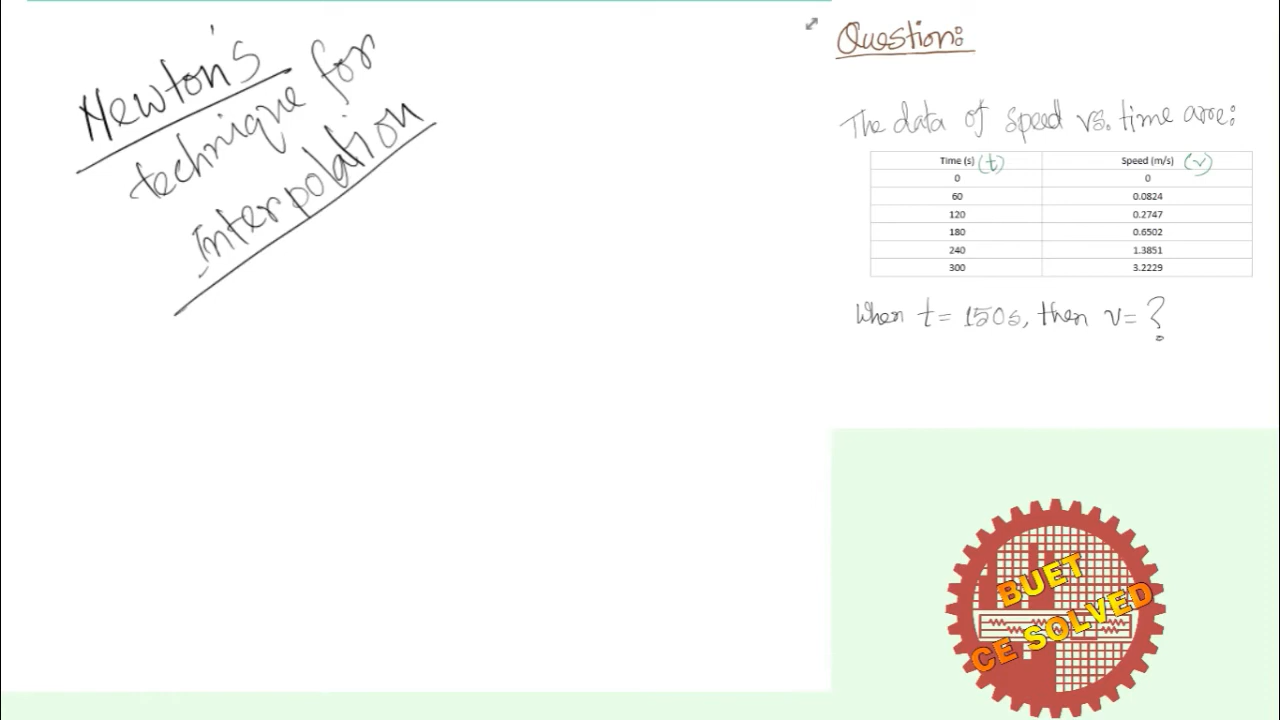 Newton's
technique for
Interpolation
Question:
The data of speed vs. time are:
Time (s) (t) Speed (m/s) (v)
0 0
60 0.0824
120 0.2747
180 0.6502
240 1.3851
300 3.2229
When t = 150s, then v = ?
BUET
CE SOLVED